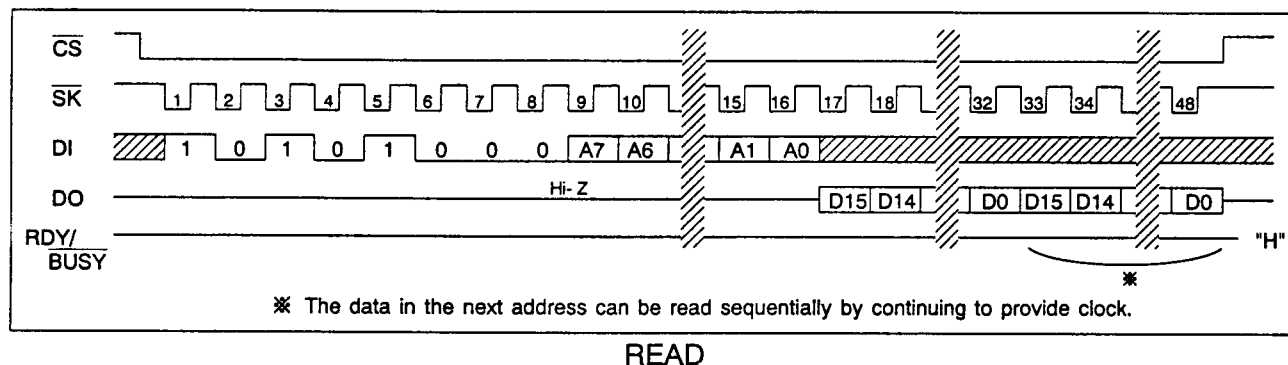 CS
SK 1 2 3 4 5 6 7 8 9 10 15 16 17 18 32 33 34 48
DI 1 0 1 0 1 0 0 0 A7 A6 A1 A0
DO Hi-Z D15 D14 D0 D15 D14 D0
RDY/
BUSY "H"
※
※ The data in the next address can be read sequentially by continuing to provide clock.
READ